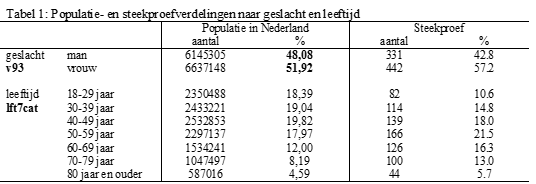 Tabel 1: Populatie- en steekproefverdelingen naar geslacht en leeftijd
Populatie in Nederland Steekproef
aantal % aantal %
geslacht man 6145305 48,08 331 42.8
v93 vrouw 6637148 51,92 442 57.2
leeftijd 18-29 jaar 2350488 18,39 82 10.6
lft7cat 30-39 jaar 2433221 19,04 114 14.8
40-49 jaar 2532853 19,82 139 18.0
50-59 jaar 2297137 17,97 166 21.5
60-69 jaar 1534241 12,00 126 16.3
70-79 jaar 1047497 8,19 100 13.0
80 jaar en ouder 587016 4,59 44 5.7